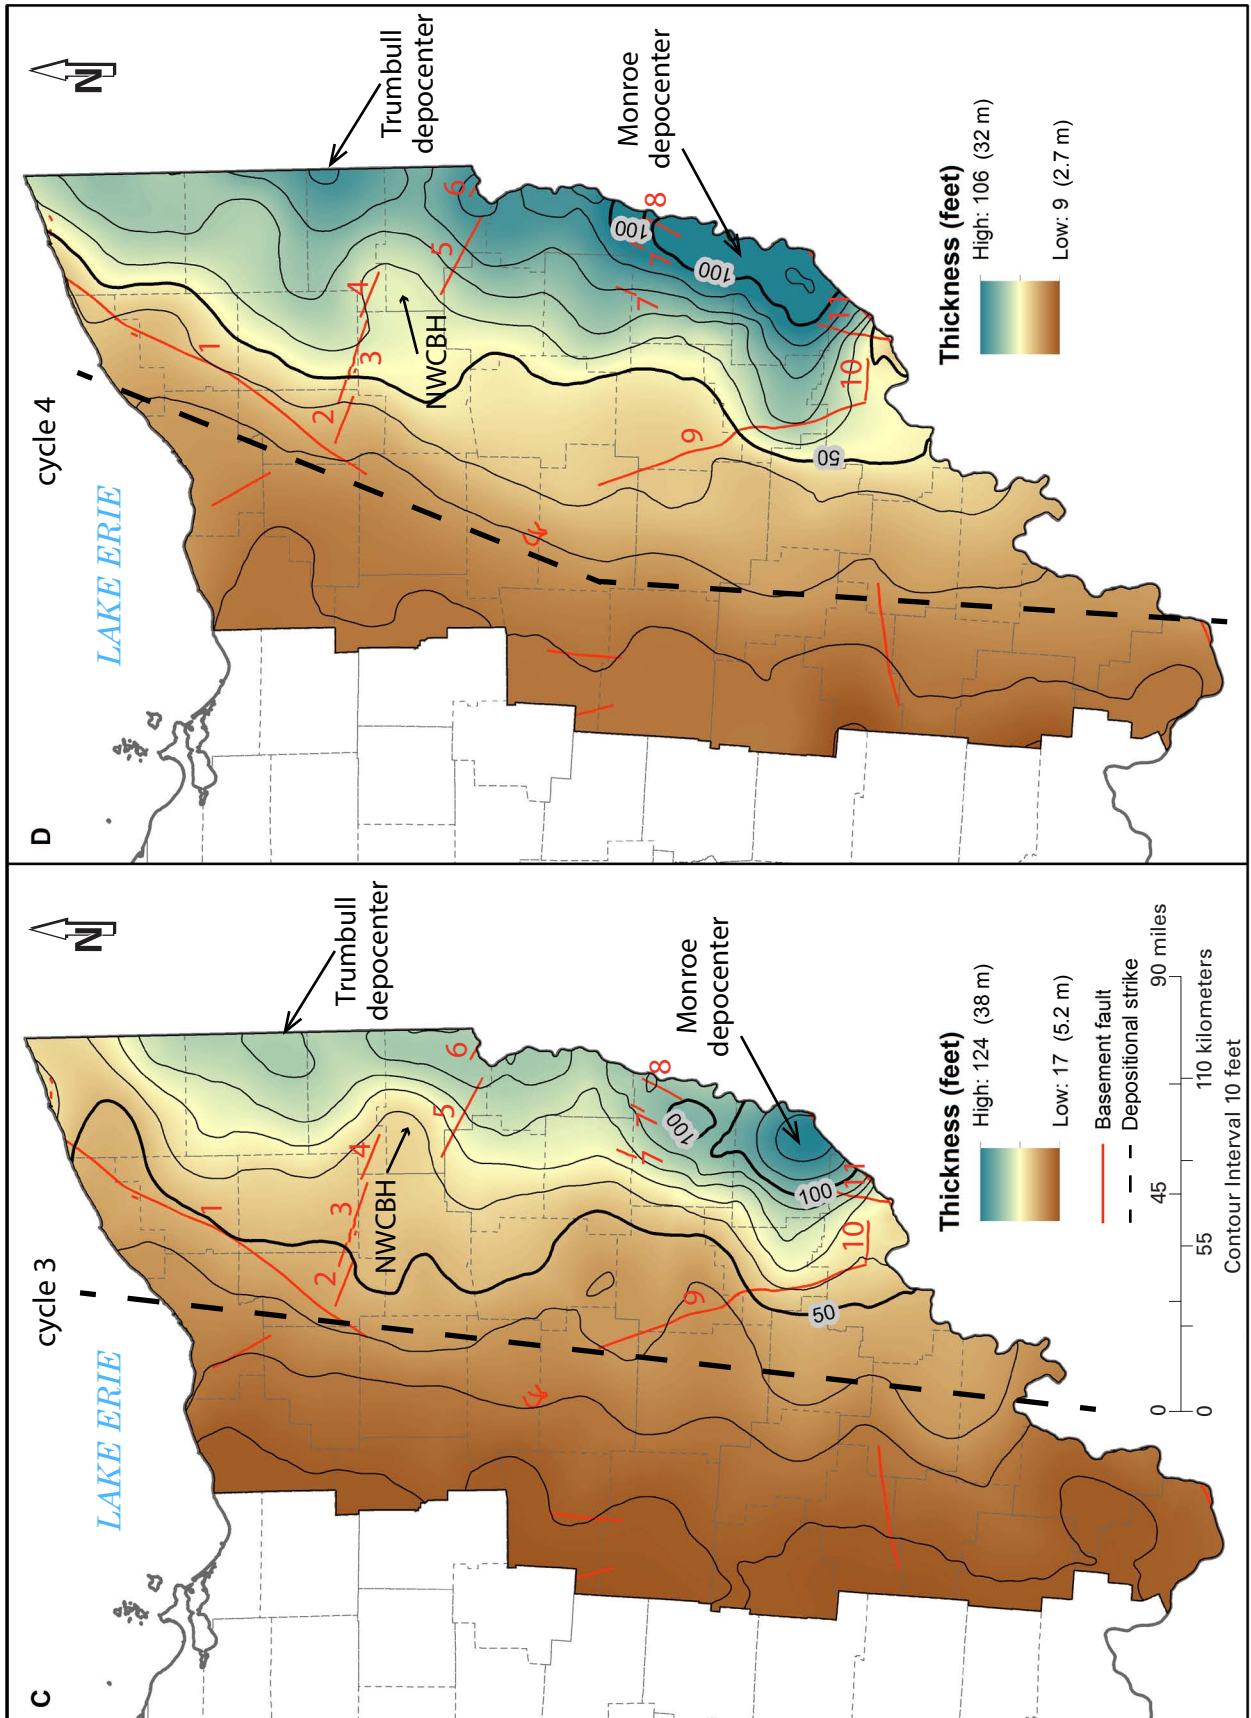 C
cycle 3
N
LAKE ERIE
Trumbull
depocenter
NWCBH
Monroe
depocenter
1
2
3
4
5
6
7
7
8
9
10
11
100
100
50
Thickness (feet)
High: 124 (38 m)
Low: 17 (5.2 m)
Basement fault
Depositional strike
0
45
90 miles
0
55
110 kilometers
Contour Interval 10 feet
D
cycle 4
N
LAKE ERIE
Trumbull
depocenter
NWCBH
Monroe
depocenter
1
2
3
4
5
6
7
7
8
9
10
11
100
100
50
Thickness (feet)
High: 106 (32 m)
Low: 9 (2.7 m)